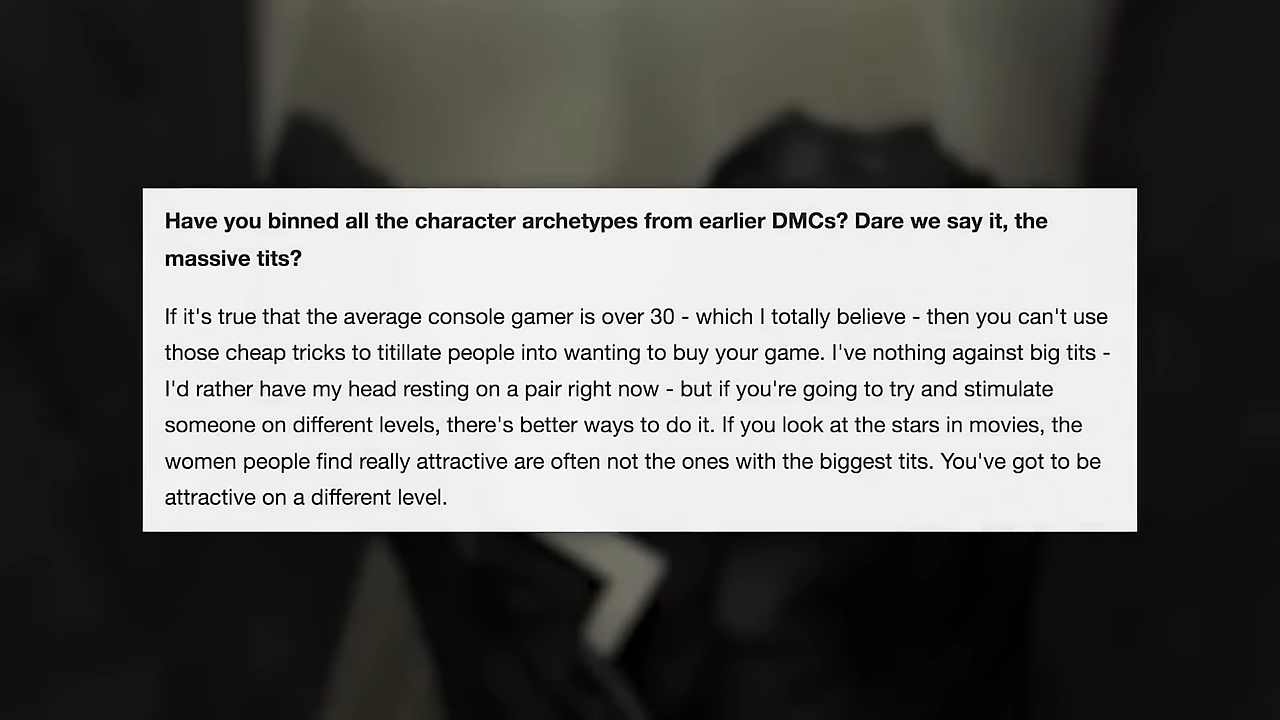 Have you binned all the character archetypes from earlier DMCs? Dare we say it, the
massive tits?
If it's true that the average console gamer is over 30 - which I totally believe - then you can't use
those cheap tricks to titillate people into wanting to buy your game. I've nothing against big tits -
I'd rather have my head resting on a pair right now - but if you're going to try and stimulate
someone on different levels, there's better ways to do it. If you look at the stars in movies, the
women people find really attractive are often not the ones with the biggest tits. You've got to be
attractive on a different level.